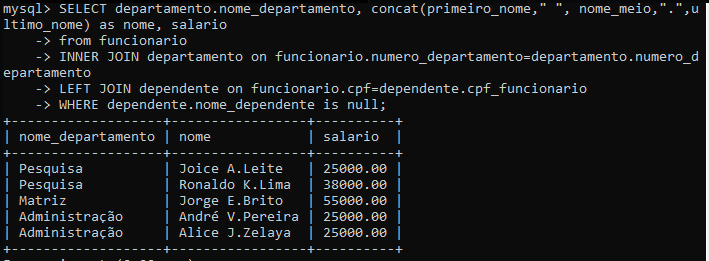 mysql> SELECT departamento.nome_departamento, concat(primeiro_nome," ", nome_meio,".",u
ltimo_nome) as nome, salario
    -> from funcionario
    -> INNER JOIN departamento on funcionario.numero_departamento=departamento.numero_d
epartamento
    -> LEFT JOIN dependente on funcionario.cpf=dependente.cpf_funcionario
    -> WHERE dependente.nome_dependente is null;
+-------------------+-----------------+----------+
| nome_departamento | nome            | salario  |
+-------------------+-----------------+----------+
| Pesquisa          | Joice A.Leite   | 25000.00 |
| Pesquisa          | Ronaldo K.Lima  | 38000.00 |
| Matriz            | Jorge E.Brito   | 55000.00 |
| Administração     | André V.Pereira | 25000.00 |
| Administração     | Alice J.Zelaya  | 25000.00 |
+-------------------+-----------------+----------+